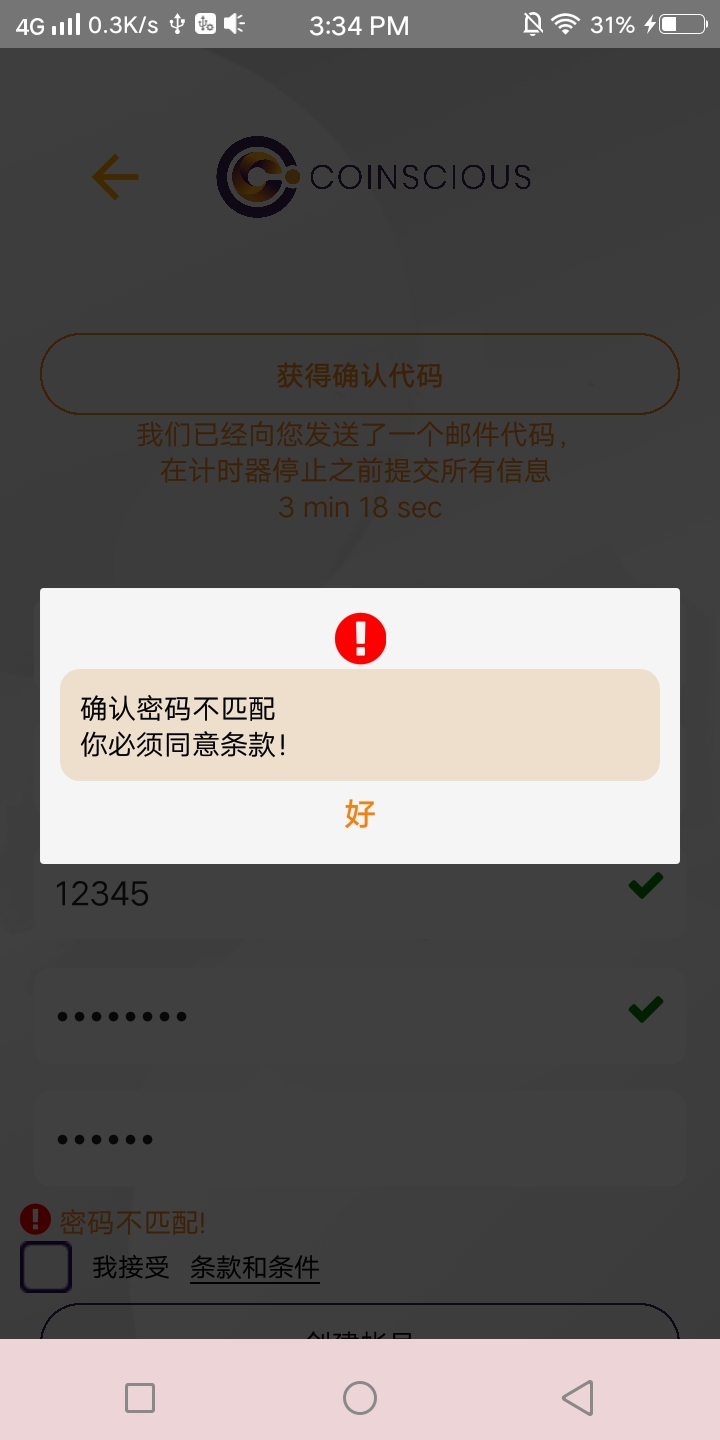 4G 0.3K/s 3:34 PM 31%
COINSCIOUS
获得确认代码
我们已经向您发送了一个邮件代码，
在计时器停止之前提交所有信息
3 min 18 sec
确认密码不匹配
你必须同意条款！
好
12345
••••••••
••••••
密码不匹配!
我接受 条款和条件